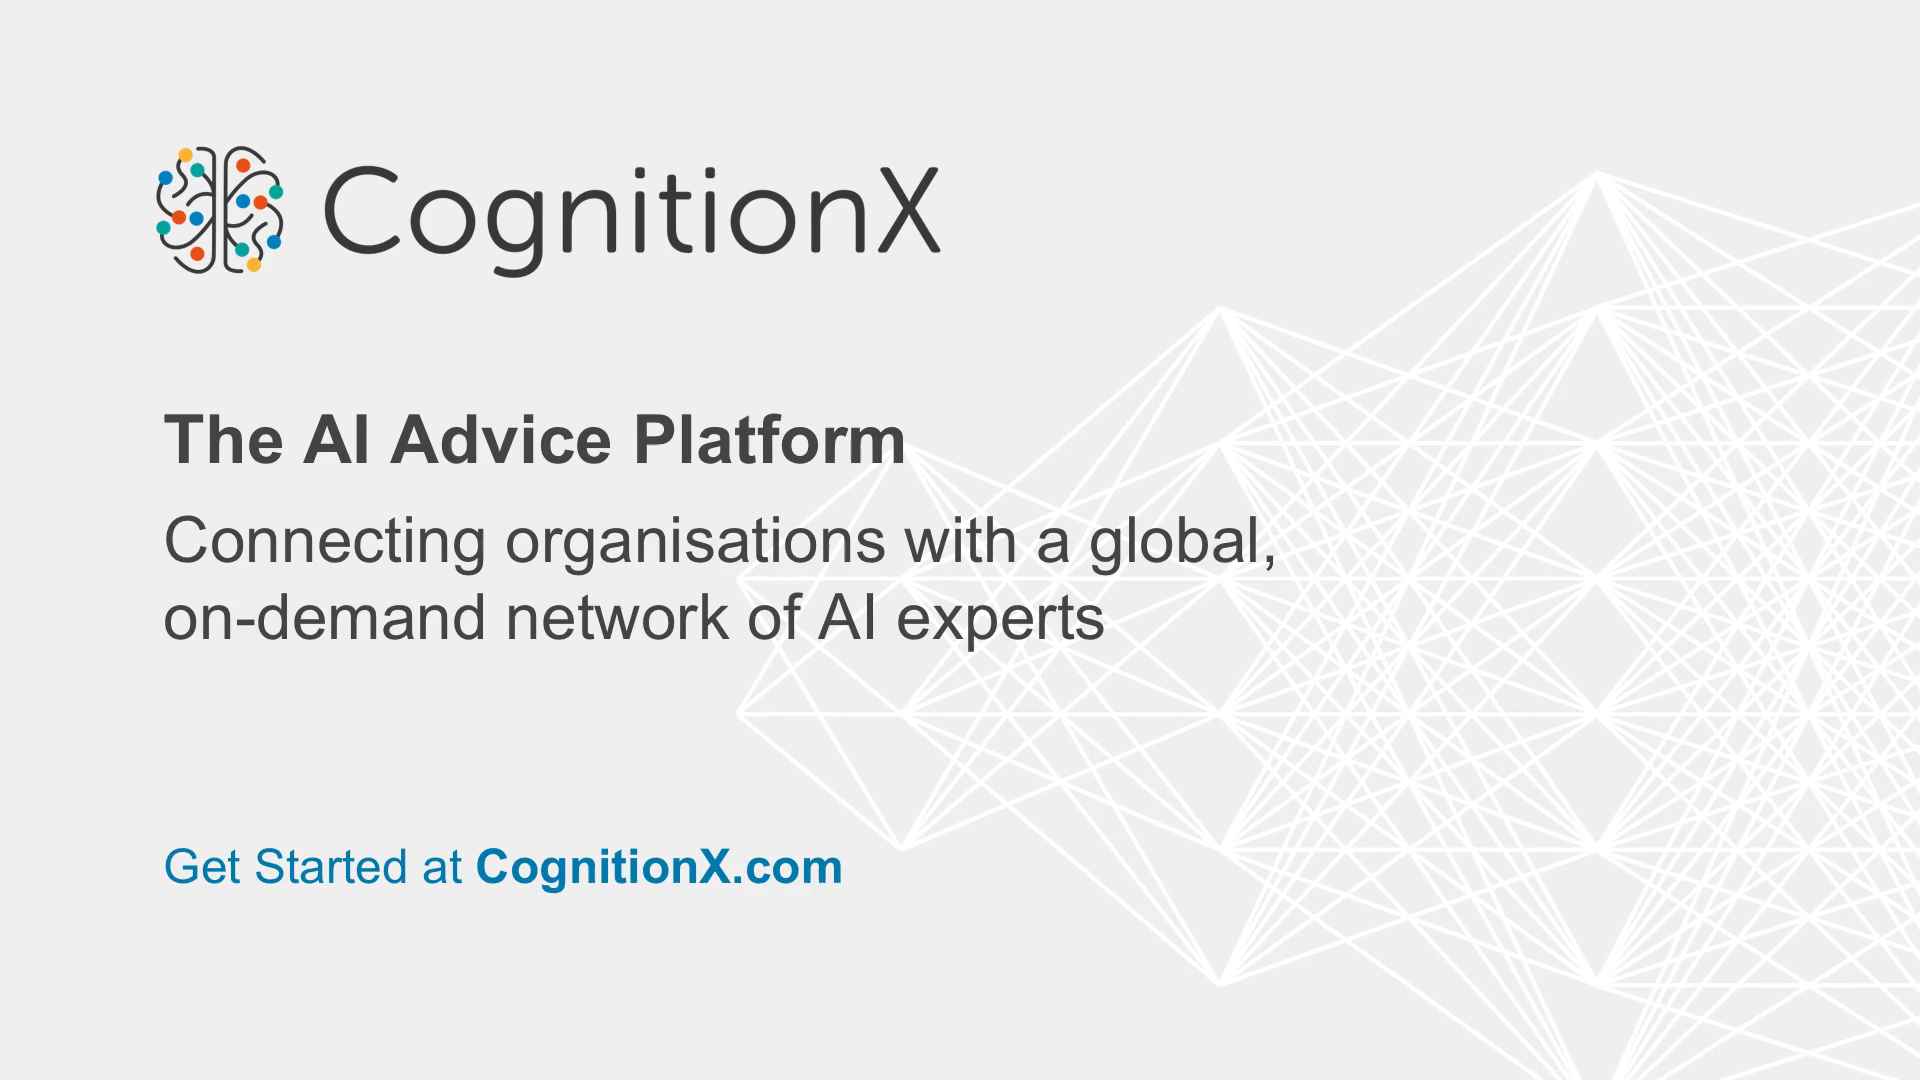 CognitionX
The AI Advice Platform
Connecting organisations with a global,
on-demand network of AI experts
Get Started at CognitionX.com